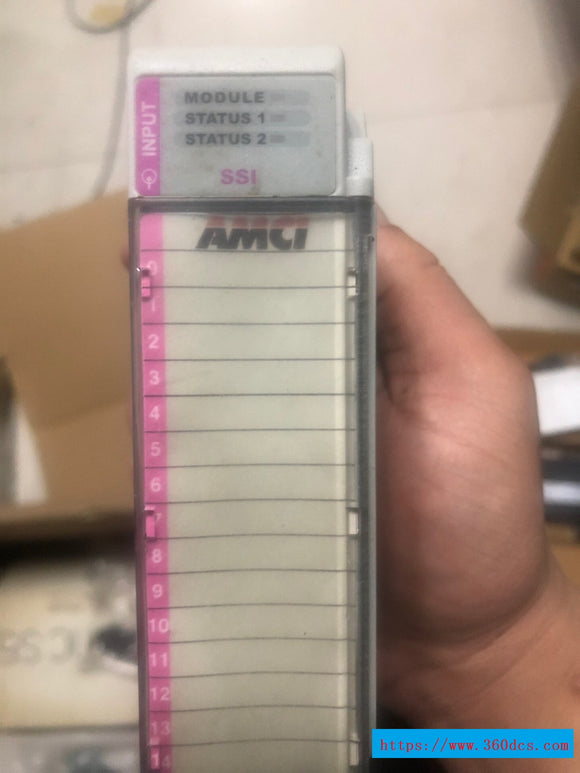 INPUT
MODULE
STATUS 1
STATUS 2
SSI
AMCI
0
1
2
3
4
5
6
7
8
9
10
11
12
13
14
https://www.360dcs.com